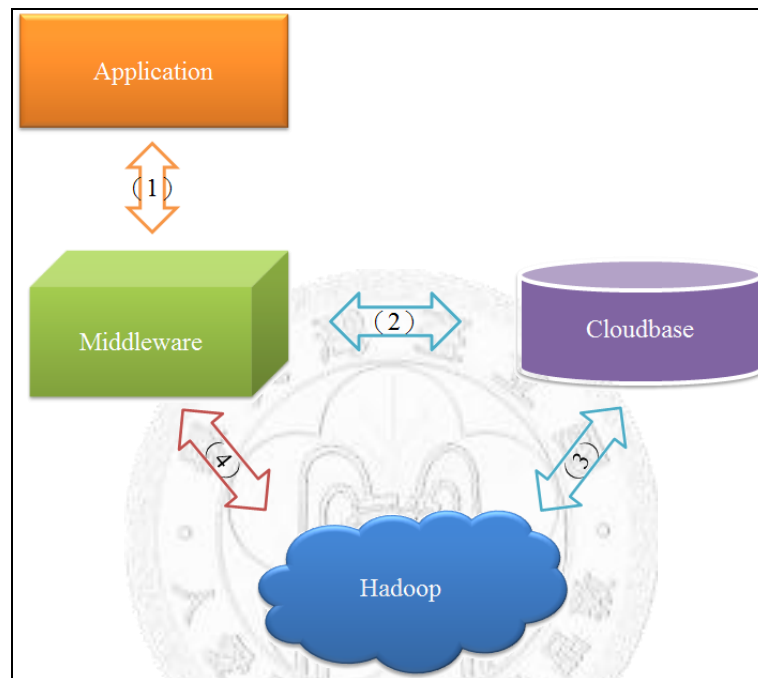 Application
(1)
Middleware
(2)
Cloudbase
(4)
(3)
Hadoop